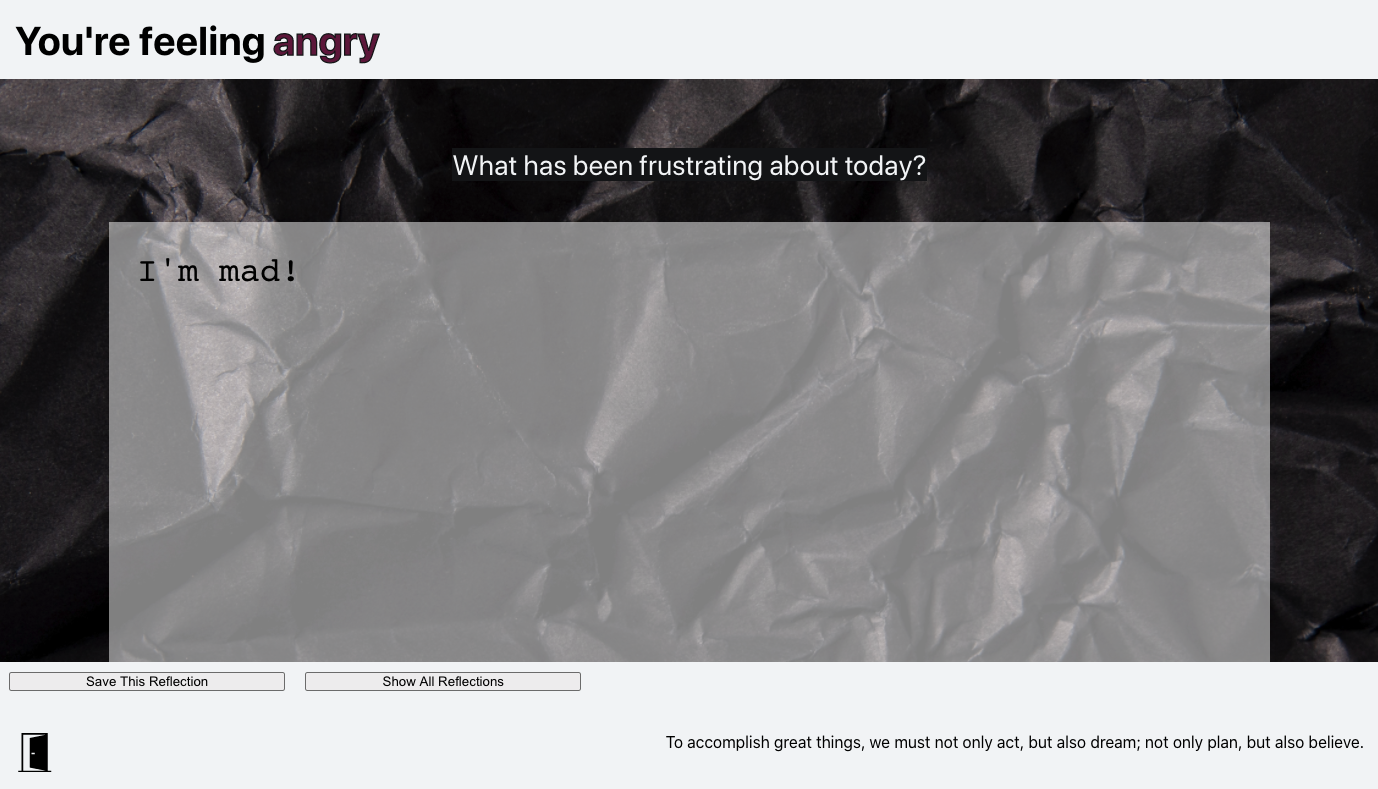 You're feeling angry
What has been frustrating about today?
I'm mad!
Save This Reflection
Show All Reflections
To accomplish great things, we must not only act, but also dream; not only plan, but also believe.